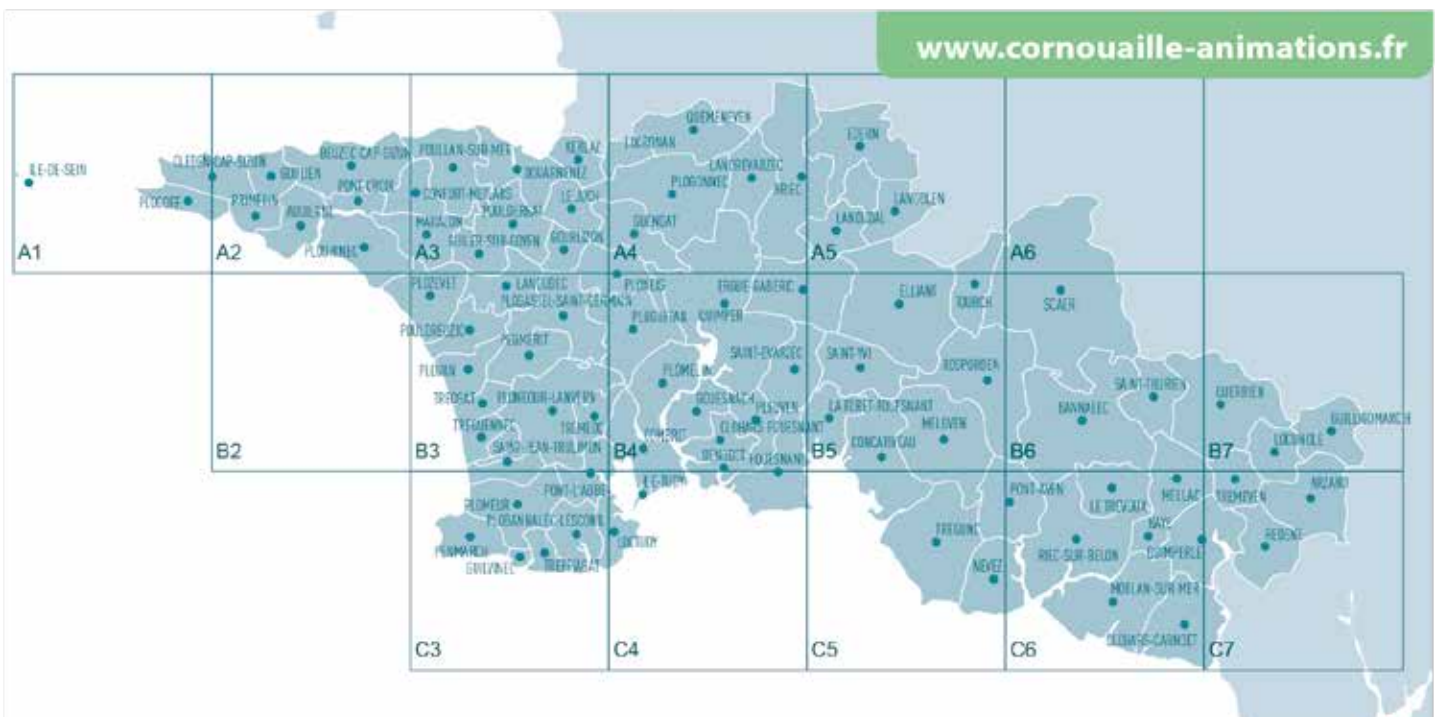 www.cornouaille-animations.fr
ILE-DE-SEIN
PLOGOFF
CLEDEN-CAP-SIZUN
GOULIEN
PRIMELIN
AUDIERNE
BEUZEC-CAP-SIZUN
PONT-CROIX
PLOUHINEC
POULLAN-SUR-MER
CONFORT-MEILARS
MAHALON
GUILER-SUR-GOYEN
POULDERGAT
DOUARNENEZ
KERLAZ
LE JUCH
GOURLIZON
LOCRONAN
QUEMENEVEN
PLOGONNEC
GUENGAT
LANDREVARZEC
BRIEC
EDERN
LANGOLEN
LANDUDAL
A1
A2
A3
A4
A5
A6
PLOZEVET
LANDUDEC
PLOGASTEL-SAINT-GERMAIN
POULDREUZIC
PEUMERIT
PLOVAN
TREOGAT
PLONEOUR-LANVERN
TREGUENNEC
TREMEOC
SAINT-JEAN-TROLIMON
PLONEIS
PLUGUFFAN
ERGUE-GABERIC
QUIMPER
PLOMELIN
SAINT-EVARZEC
GOUESNACH
PLEUVEN
CLOHARS-FOUESNANT
COMBRIT
BENODET
FOUESNANT
ELLIANT
TOURCH
SAINT-YVI
ROSPORDEN
LA FORET-FOUESNANT
MELGVEN
CONCARNEAU
SCAER
SAINT-THURIEN
BANNALEC
GUERRIEN
GUILLIGOMARCH
LOCUNOLE
B2
B3
B4
B5
B6
B7
PONT-L'ABBE
PLOMEUR
PLOBANNALEC-LESCONIL
PENMARCH
GUILVINEC
TREFFIAGAT
ILE-TUDY
LOCTUDY
TREGUNC
NEVEZ
PONT-AVEN
LE TREVOUX
MELLAC
BAYE
RIEC-SUR-BELON
QUIMPERLE
MOELAN-SUR-MER
CLOHARS-CARNOET
TREMEVEN
ARZANO
REDENE
C3
C4
C5
C6
C7